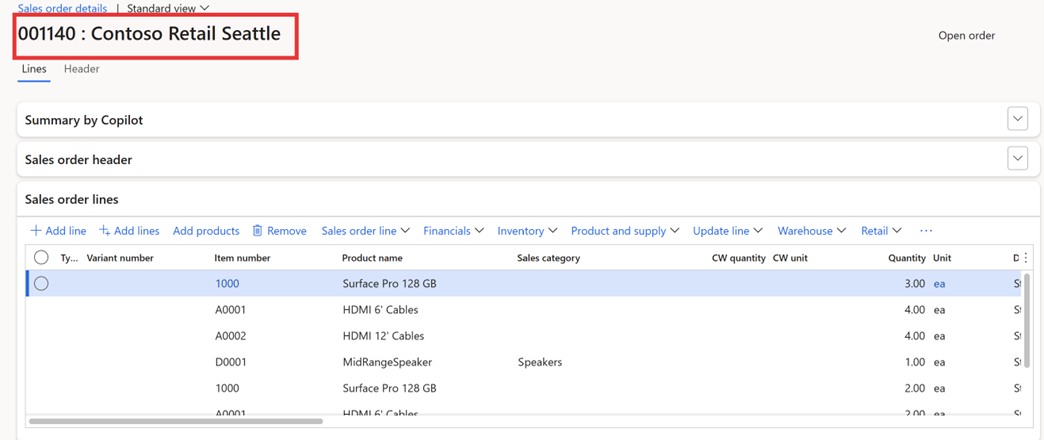 Sales order details | Standard view
001140 : Contoso Retail Seattle
Open order
Lines Header
Summary by Copilot
Sales order header
Sales order lines
Add line Add lines Add products Remove Sales order line Financials Inventory Product and supply Update line Warehouse Retail ...
Ty... Variant number Item number Product name Sales category CW quantity CW unit Quantity Unit D
1000 Surface Pro 128 GB 3.00 ea
A0001 HDMI 6' Cables 4.00 ea
A0002 HDMI 12' Cables 4.00 ea
D0001 MidRangeSpeaker Speakers 1.00 ea
1000 Surface Pro 128 GB 2.00 ea
A0001 HDMI 6' Cables 2.00 ea